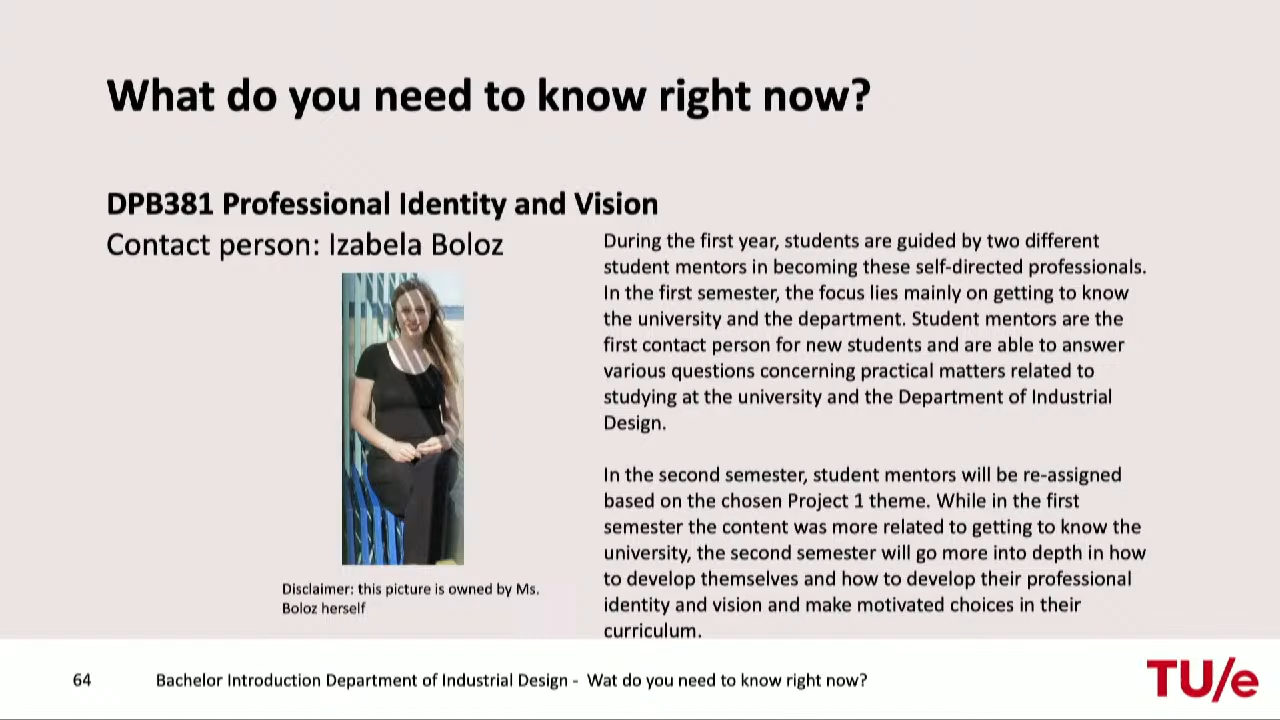 What do you need to know right now?
DPB381 Professional Identity and Vision
Contact person: Izabela Boloz
During the first year, students are guided by two different
student mentors in becoming these self-directed professionals.
In the first semester, the focus lies mainly on getting to know
the university and the department. Student mentors are the
first contact person for new students and are able to answer
various questions concerning practical matters related to
studying at the university and the Department of Industrial
Design.
In the second semester, student mentors will be re-assigned
based on the chosen Project 1 theme. While in the first
semester the content was more related to getting to know the
university, the second semester will go more into depth in how
to develop themselves and how to develop their professional
identity and vision and make motivated choices in their
curriculum.
Disclaimer: this picture is owned by Ms.
Boloz herself
64 Bachelor Introduction Department of Industrial Design - Wat do you need to know right now?
TU/e